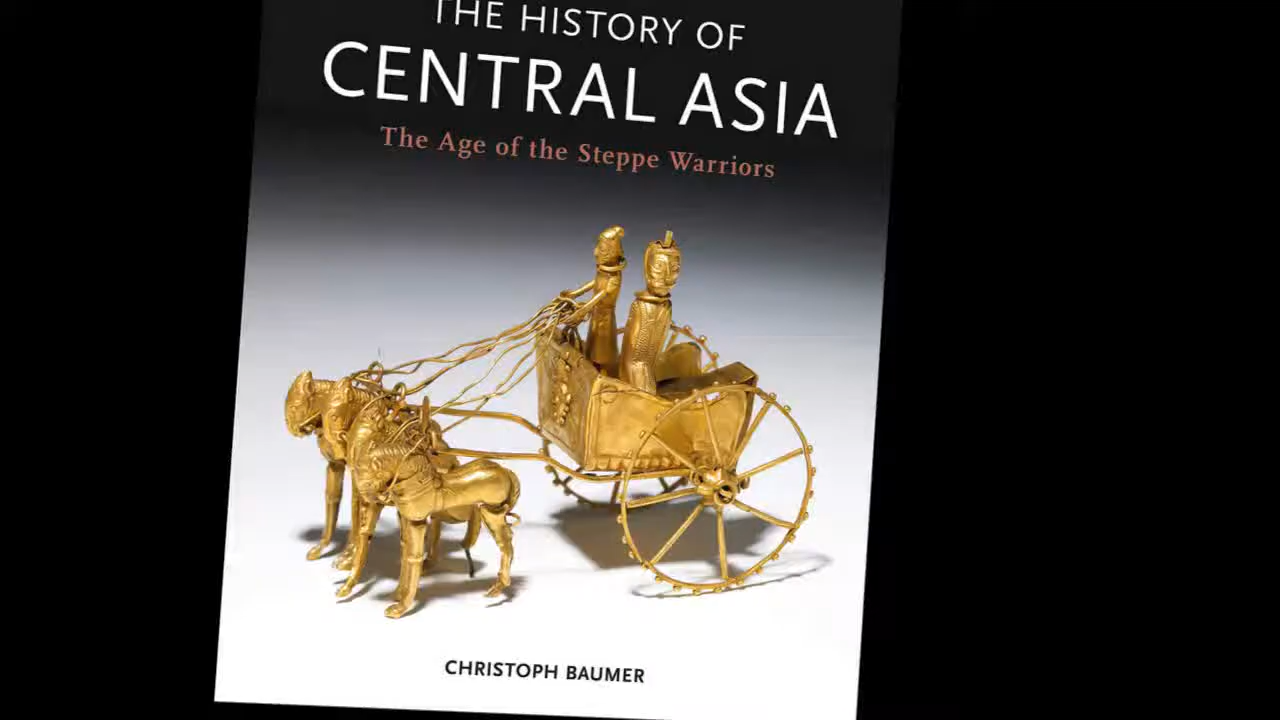 THE HISTORY OF
CENTRAL ASIA
The Age of the Steppe Warriors
CHRISTOPH BAUMER